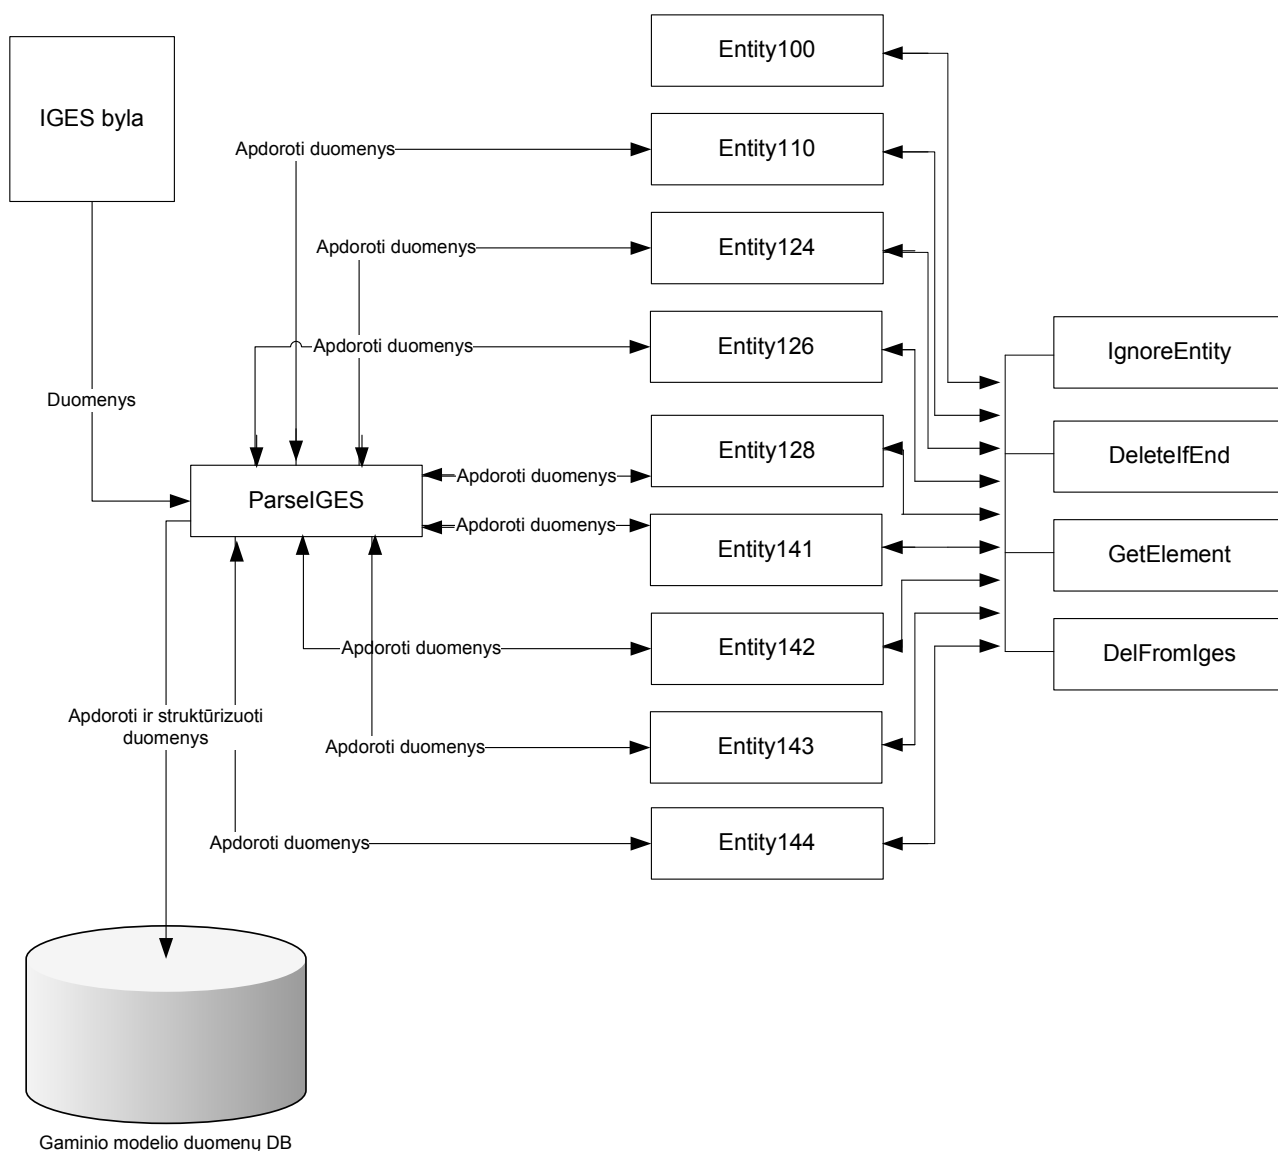 Entity100
IGES byla
Apdoroti duomenys
Entity110
Apdoroti duomenys
Entity124
Apdoroti duomenys
Entity126
IgnoreEntity
Duomenys
Entity128
DeleteIfEnd
Apdoroti duomenys
ParseIGES
Apdoroti duomenys
Entity141
GetElement
Apdoroti duomenys
Entity142
DelFromIges
Apdoroti ir struktūrizuoti
duomenys
Apdoroti duomenys
Entity143
Apdoroti duomenys
Entity144
Gaminio modelio duomenų DB